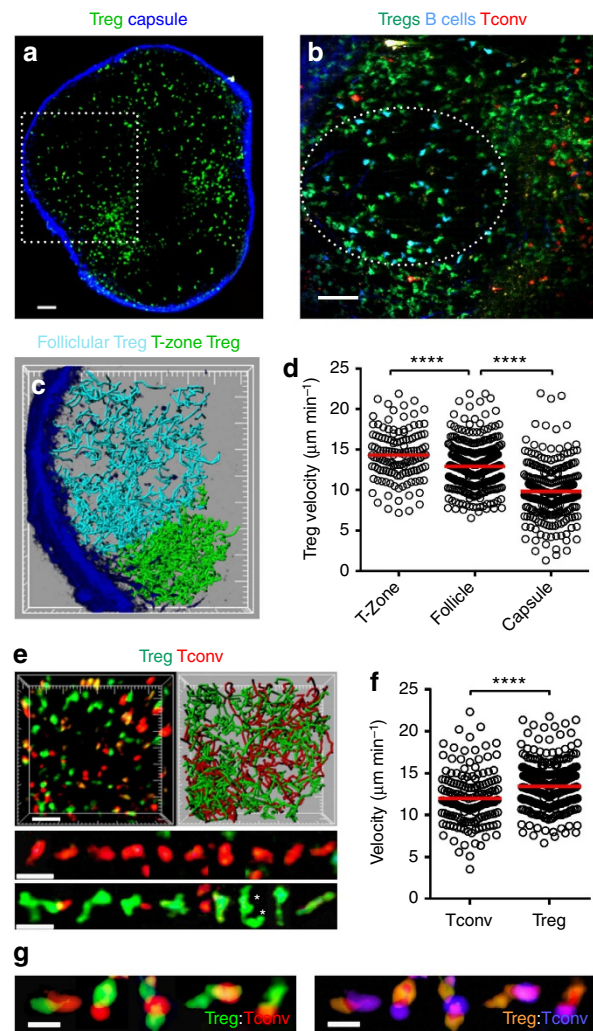 Treg capsule
a
Tregs B cells Tconv
b
Folliclular Treg T-zone Treg
c
d
**** ****
25
20
15
10
5
0
Treg velocity (μm min⁻¹)
T-Zone Follicle Capsule
Treg Tconv
e
*
*
f
****
25
20
15
10
5
0
Velocity (μm min⁻¹)
Tconv Treg
g
Treg:Tconv
Treg:Tconv